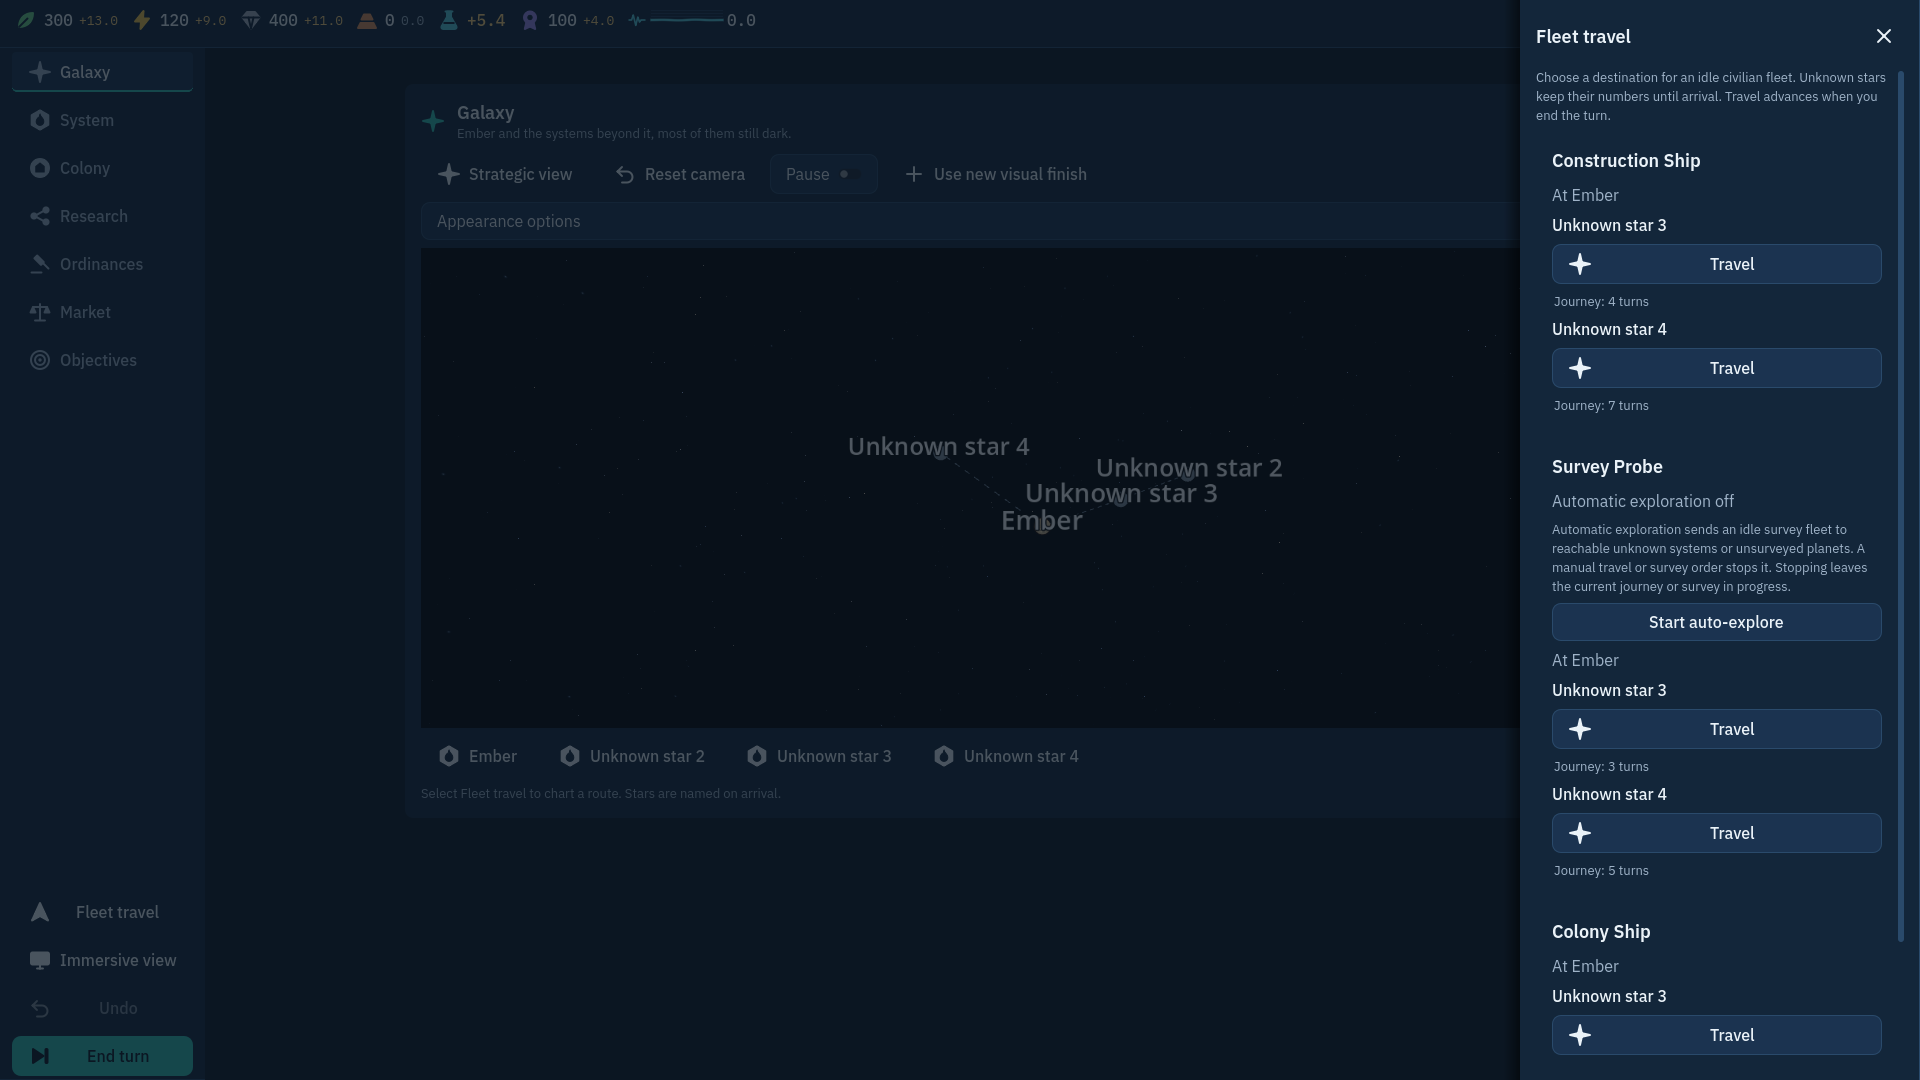 300 +13.0 120 +9.0 400 +11.0 0 0.0 +5.4 100 +4.0 0.0
Galaxy
System
Colony
Research
Ordinances
Market
Objectives
Fleet travel
Immersive view
Undo
End turn
Galaxy
Ember and the systems beyond it, most of them still dark.
Strategic view Reset camera Pause Use new visual finish
Appearance options
Unknown star 4
Unknown star 2
Unknown star 3
Ember
Ember Unknown star 2 Unknown star 3 Unknown star 4
Select Fleet travel to chart a route. Stars are named on arrival.
Fleet travel
Choose a destination for an idle civilian fleet. Unknown stars
keep their numbers until arrival. Travel advances when you
end the turn.
Construction Ship
At Ember
Unknown star 3
Travel
Journey: 4 turns
Unknown star 4
Travel
Journey: 7 turns
Survey Probe
Automatic exploration off
Automatic exploration sends an idle survey fleet to
reachable unknown systems or unsurveyed planets. A
manual travel or survey order stops it. Stopping leaves
the current journey or survey in progress.
Start auto-explore
At Ember
Unknown star 3
Travel
Journey: 3 turns
Unknown star 4
Travel
Journey: 5 turns
Colony Ship
At Ember
Unknown star 3
Travel